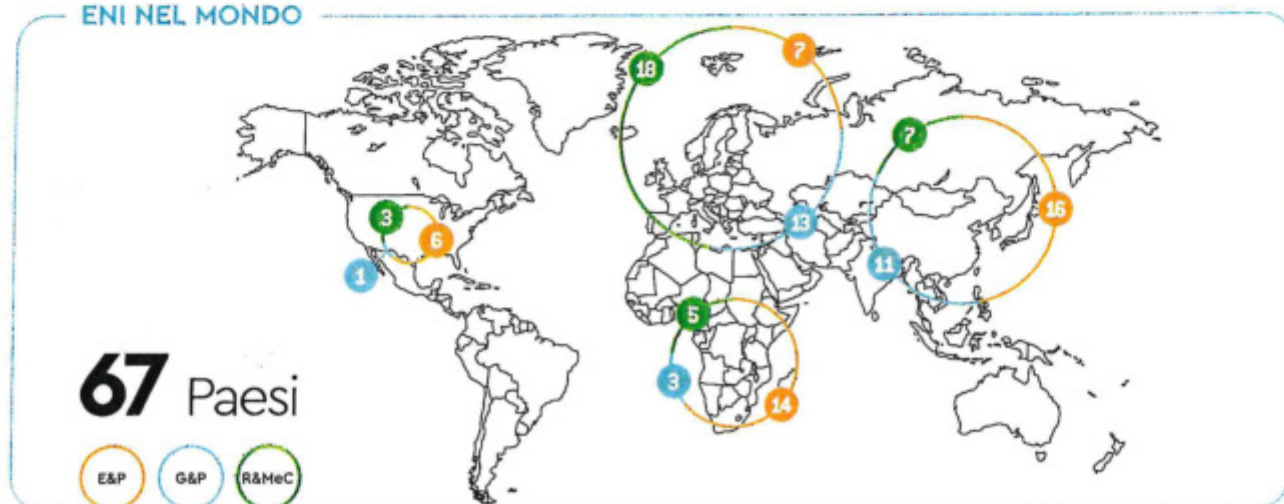 ENI NEL MONDO
18
7
7
3
6
13
16
1
11
5
3
14
67 Paesi
E&P
G&P
R&MeC